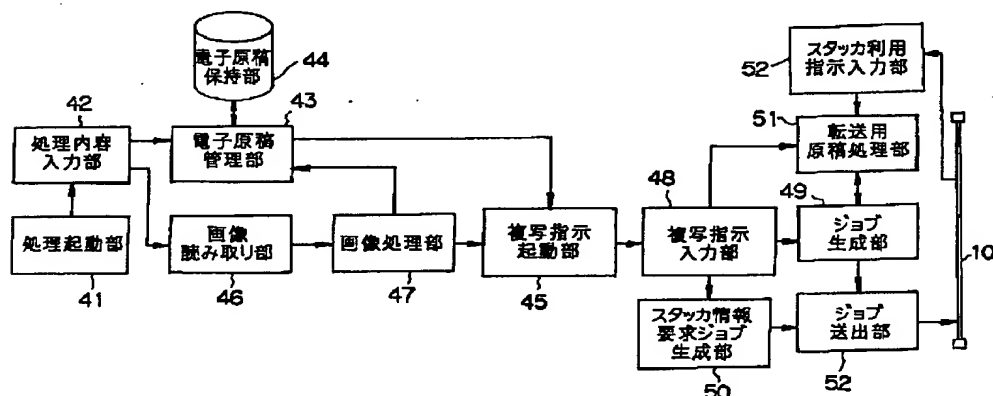 電子原稿
保持部
44
42
処理内容
入力部
43
電子原稿
管理部
処理起動部
41
画像
読み取り部
46
画像処理部
47
複写指示
起動部
45
48
複写指示
入力部
スタッカ情報
要求ジョブ
生成部
50
52
スタッカ利用
指示入力部
51
転送用
原稿処理部
49
ジョブ
生成部
ジョブ
送出部
52
10